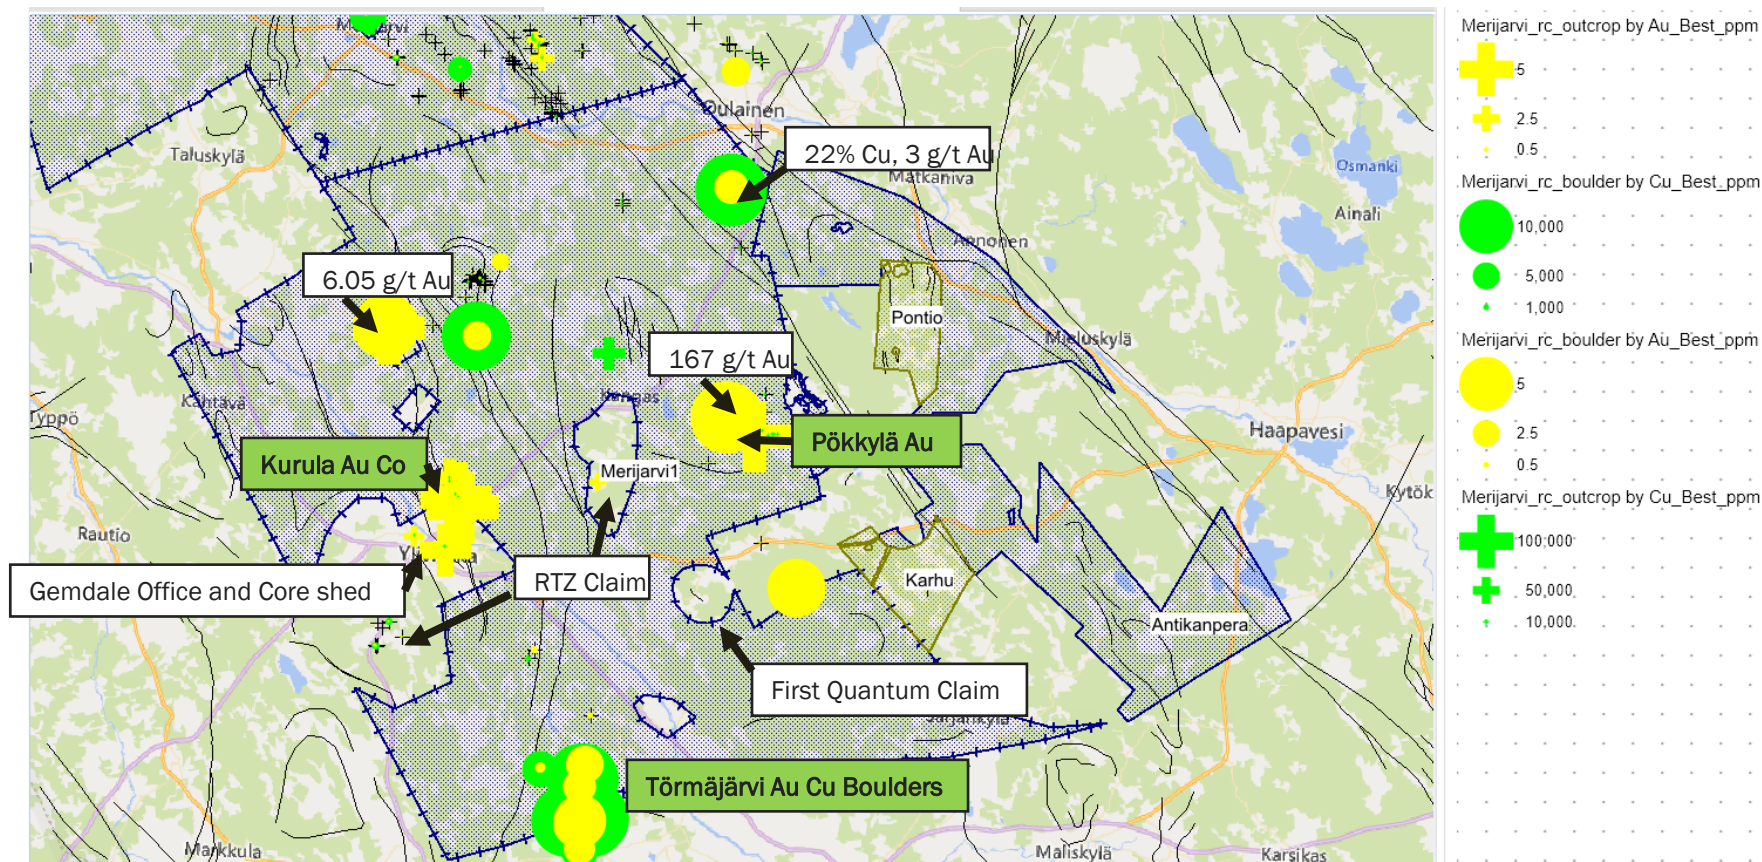 Merijarvi_rc_outcrop by Au_Best_ppm
5
2.5
0.5
Merijarvi_rc_boulder by Cu_Best_ppm
10,000
5,000
1,000
Merijarvi_rc_boulder by Au_Best_ppm
5
2.5
0.5
Merijarvi_rc_outcrop by Cu_Best_ppm
100,000
50,000
10,000
Oulainen
Taluskylä
22% Cu, 3 g/t Au
Matkaniva
Osmanki
Ainali
6.05 g/t Au
Pontio
Mieluskylä
167 g/t Au
Kangas
Kähtävä
Typpö
Haapavesi
Pökkylä Au
Kurula Au Co
Merijarvi1
Kytök
Rautio
Gemdale Office and Core shed
RTZ Claim
Karhu
Antikanpera
First Quantum Claim
Törmäjärvi Au Cu Boulders
Markkula
Maliskylä
Karsikas